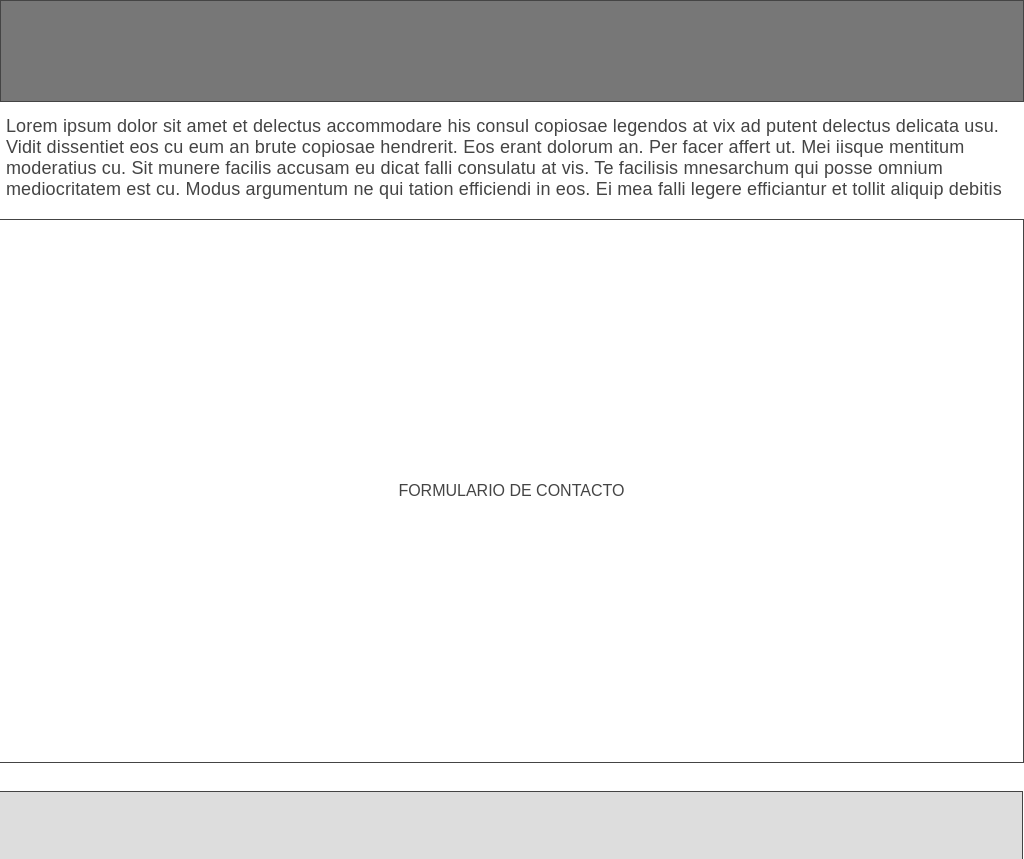 Lorem ipsum dolor sit amet et delectus accommodare his consul copiosae legendos at vix ad putent delectus delicata usu.
Vidit dissentiet eos cu eum an brute copiosae hendrerit. Eos erant dolorum an. Per facer affert ut. Mei iisque mentitum
moderatius cu. Sit munere facilis accusam eu dicat falli consulatu at vis. Te facilisis mnesarchum qui posse omnium
mediocritatem est cu. Modus argumentum ne qui tation efficiendi in eos. Ei mea falli legere efficiantur et tollit aliquip debitis
FORMULARIO DE CONTACTO